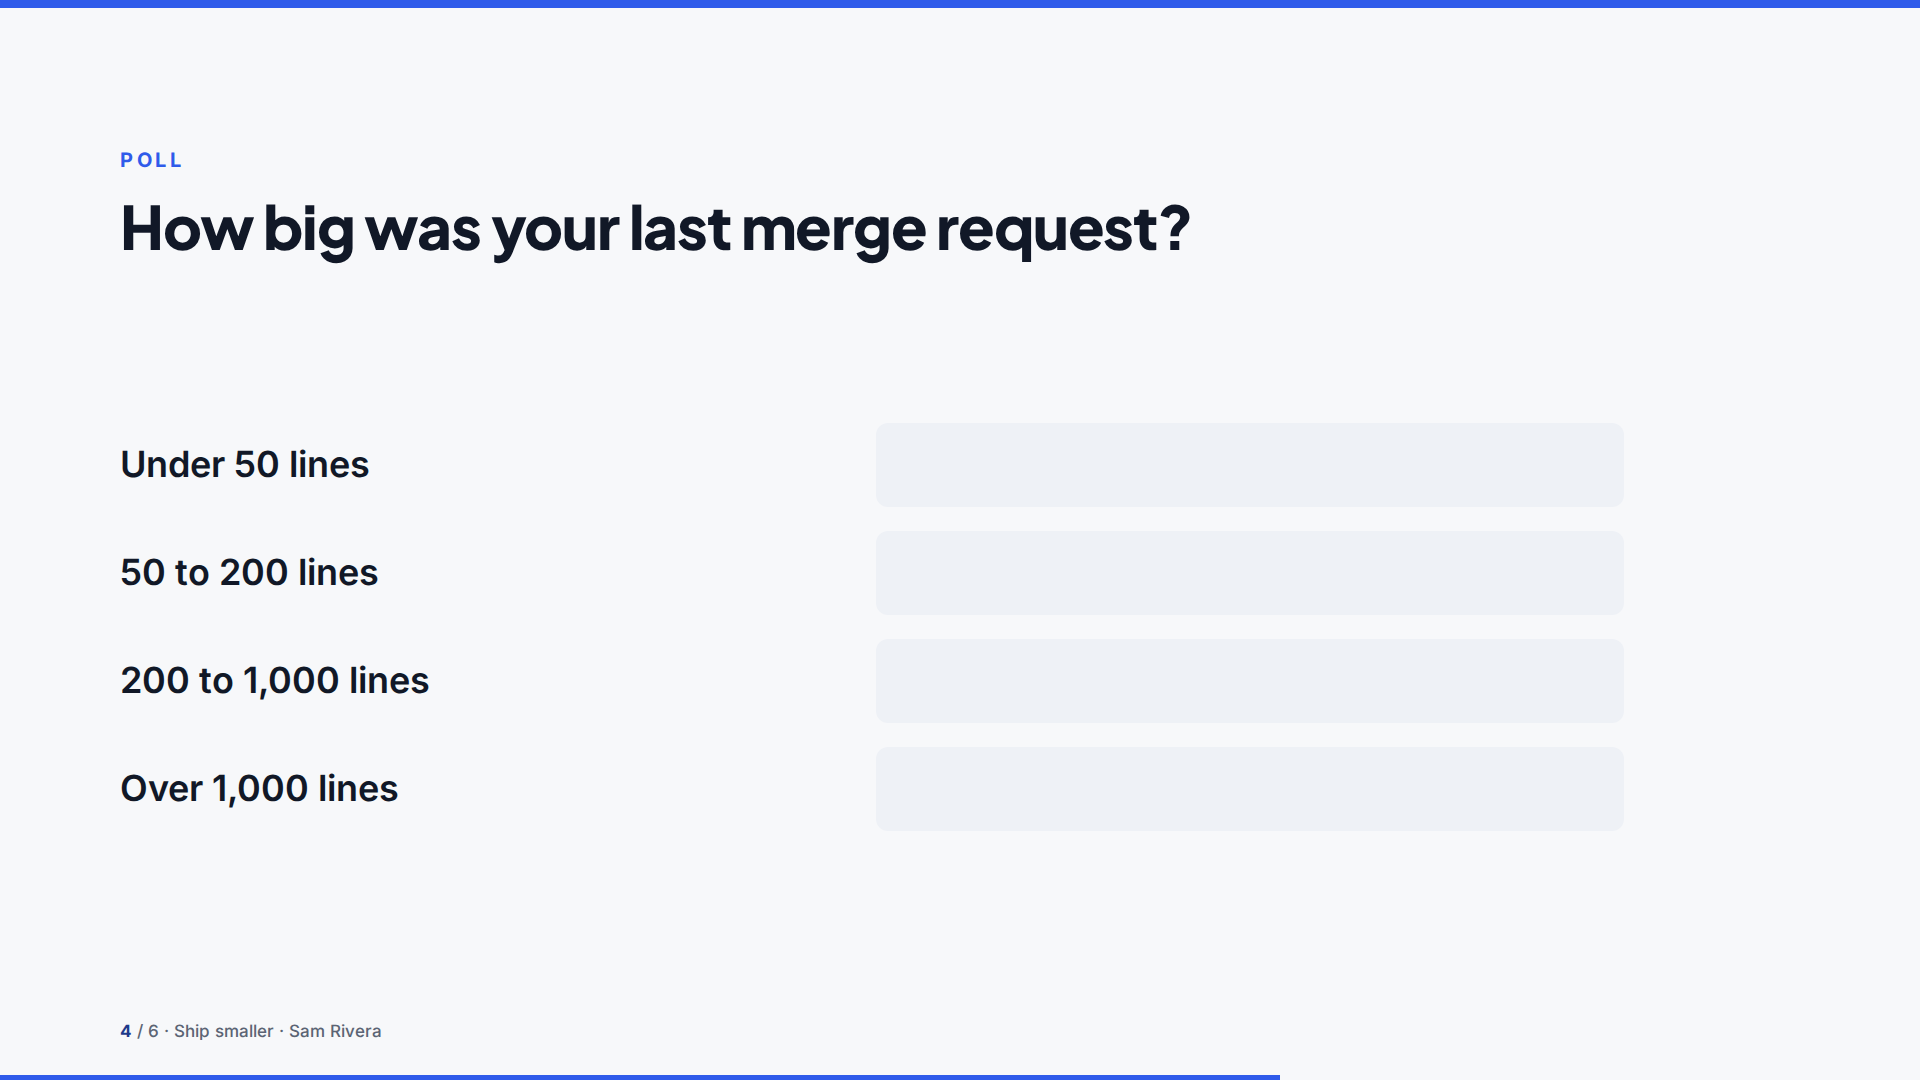 POLL
How big was your last merge request?
Under 50 lines
50 to 200 lines
200 to 1,000 lines
Over 1,000 lines
4 / 6 · Ship smaller · Sam Rivera